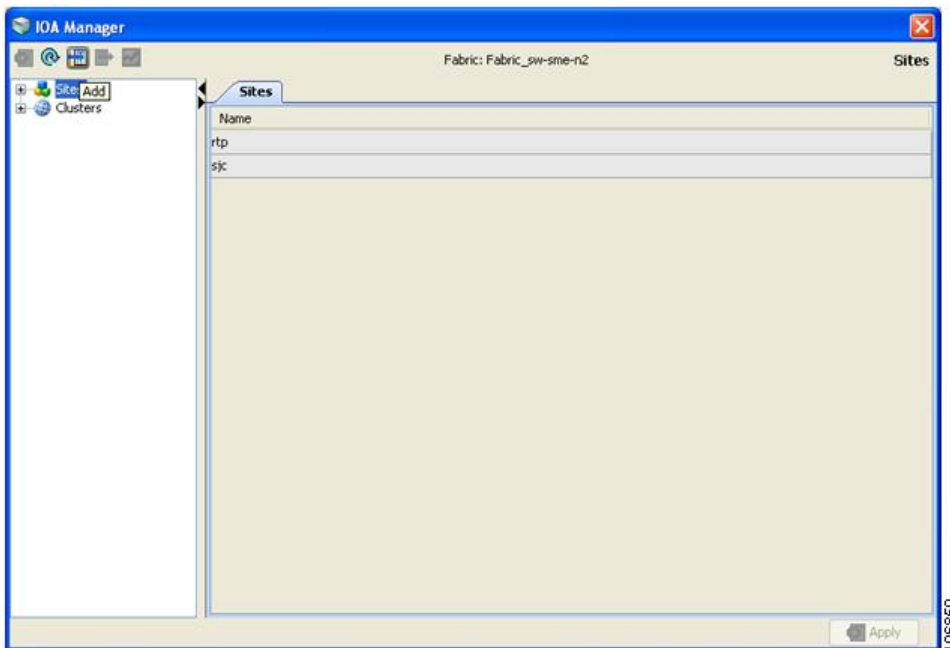 IOA Manager
Fabric: Fabric_sw-sme-n2
Sites
Add
Clusters
Sites
Name
rtp
sjc
Apply